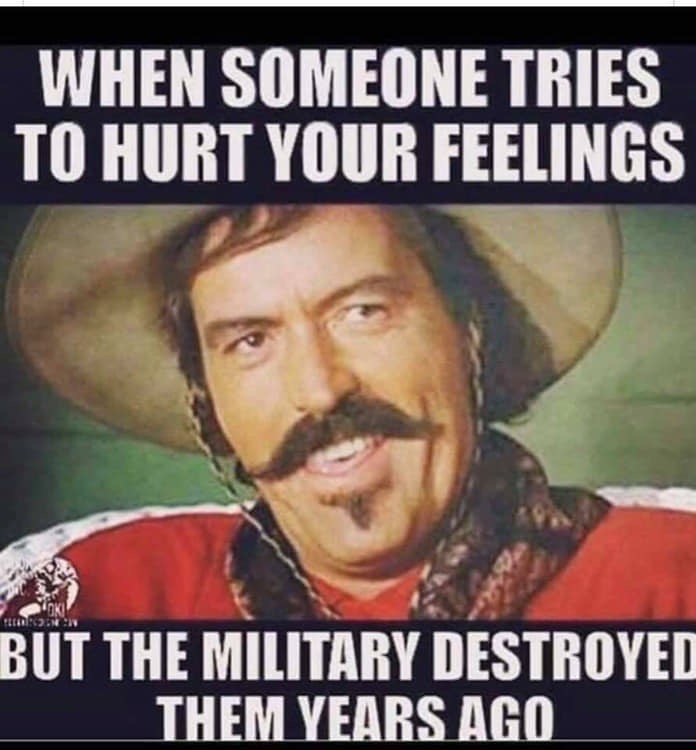 WHEN SOMEONE TRIES
TO HURT YOUR FEELINGS
BUT THE MILITARY DESTROYED
THEM YEARS AGO